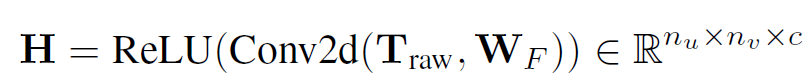 H = ReLU(Conv2d(T_raw, W_F)) ∈ ℝ^{n_u×n_v×c}